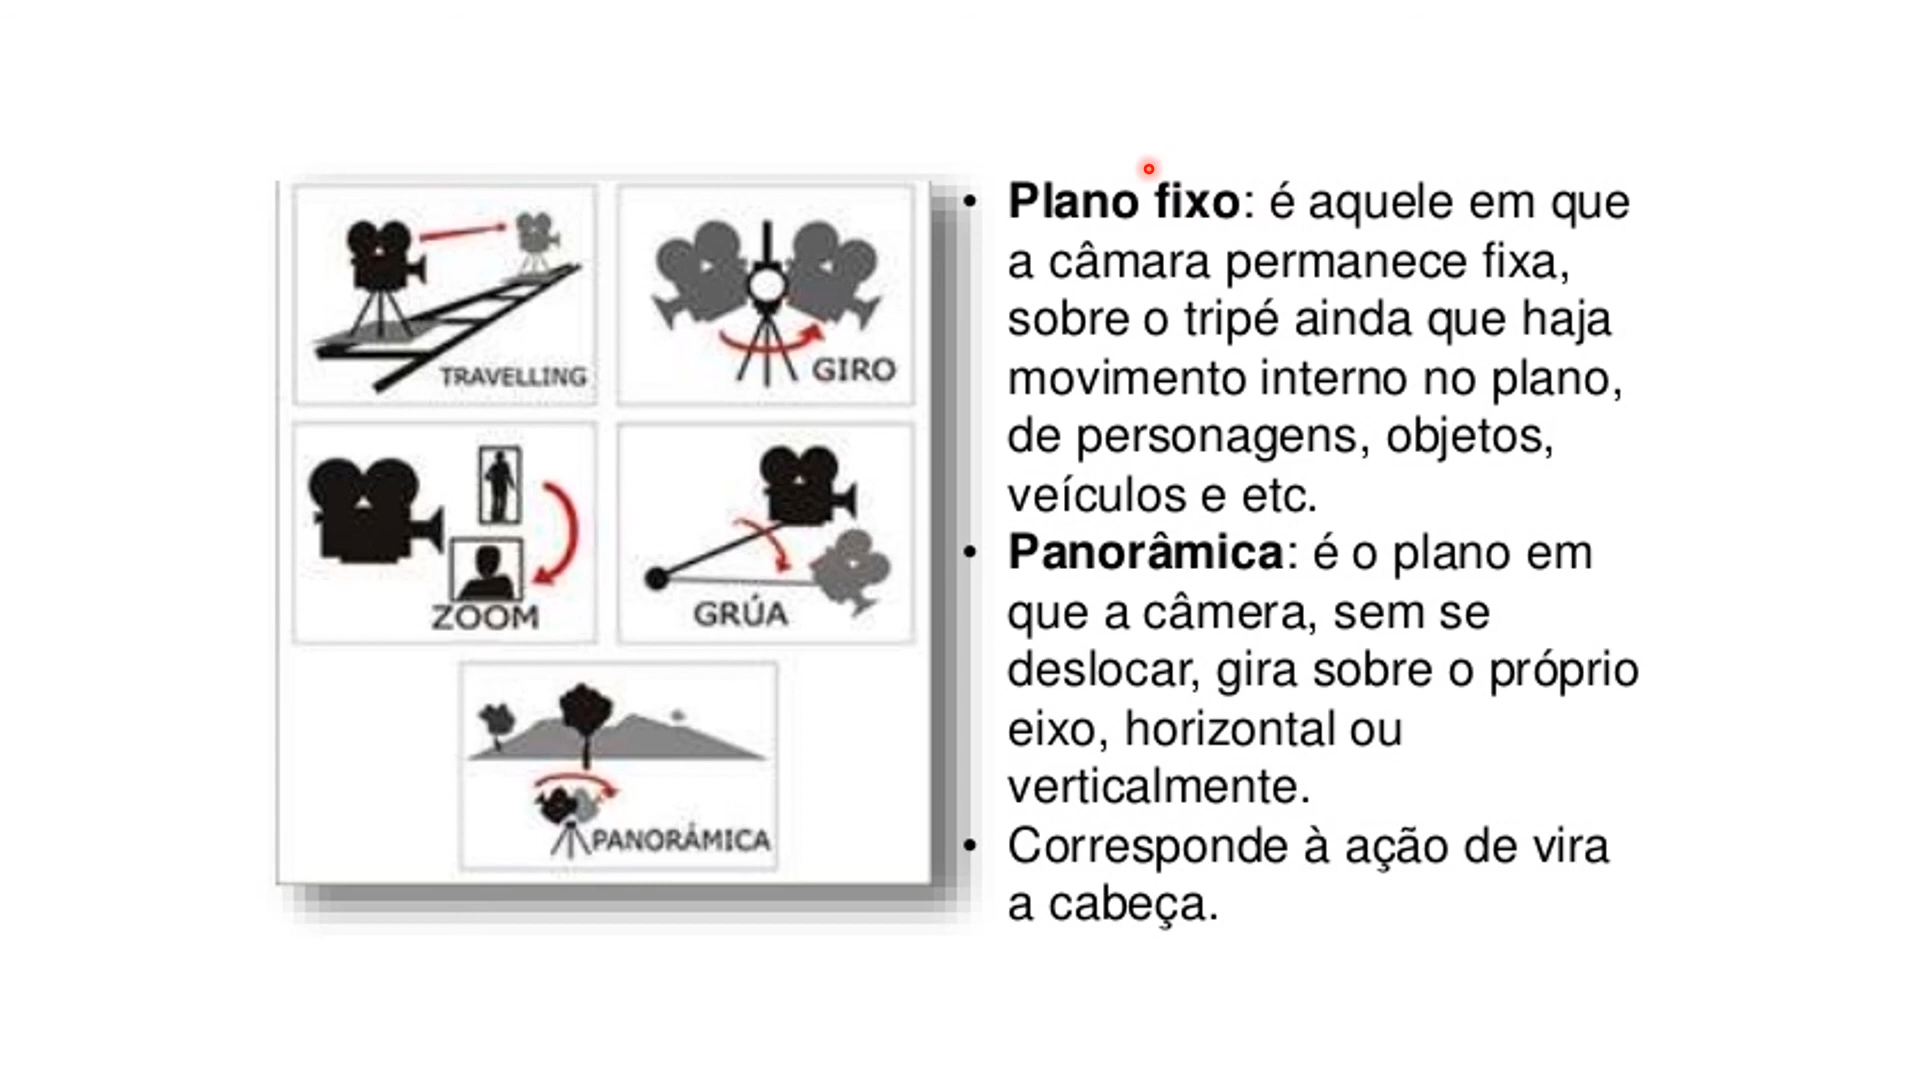 TRAVELLING
GIRO
ZOOM
GRÚA
PANORÁMICA
• Plano fixo: é aquele em que
a câmara permanece fixa,
sobre o tripé ainda que haja
movimento interno no plano,
de personagens, objetos,
veículos e etc.
• Panorâmica: é o plano em
que a câmera, sem se
deslocar, gira sobre o próprio
eixo, horizontal ou
verticalmente.
• Corresponde à ação de vira
a cabeça.